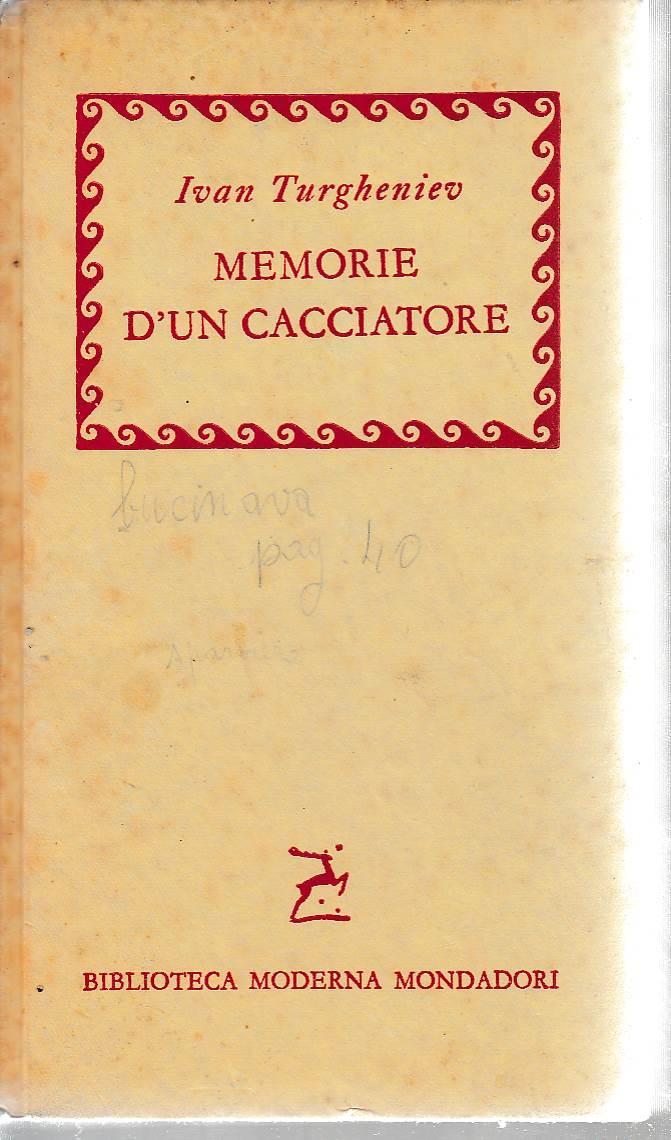 Ivan Turgheniev
MEMORIE
D'UN CACCIATORE
bucinava
pag. 40
BIBLIOTECA MODERNA MONDADORI